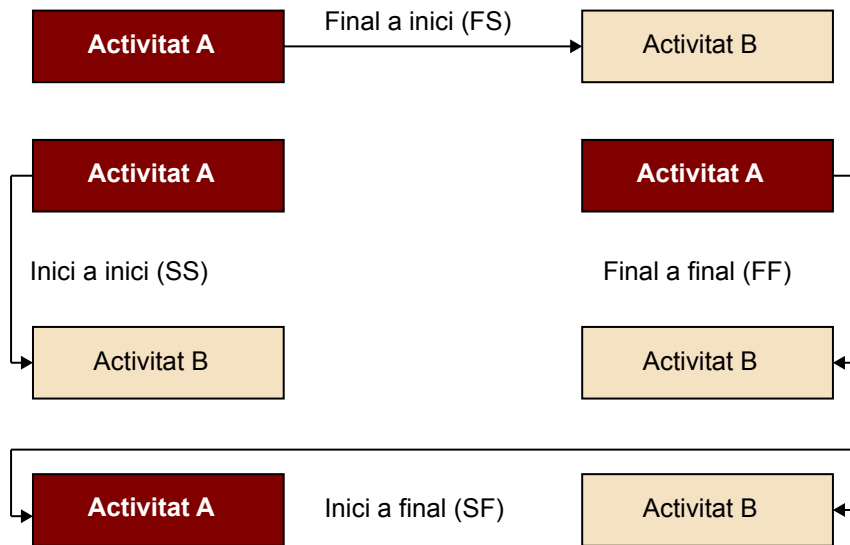 Activitat A
Final a inici (FS)
Activitat B
Activitat A
Activitat A
Inici a inici (SS)
Final a final (FF)
Activitat B
Activitat B
Activitat A
Inici a final (SF)
Activitat B